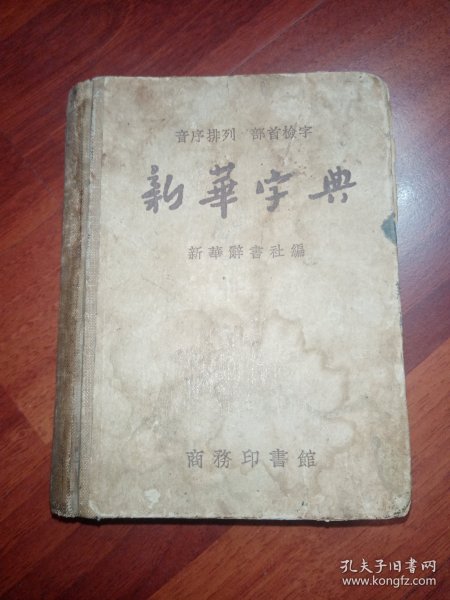 音序排列 部首檢字
新華字典
新華辭書社編
商務印書館
孔夫子旧书网
www.kongfz.com